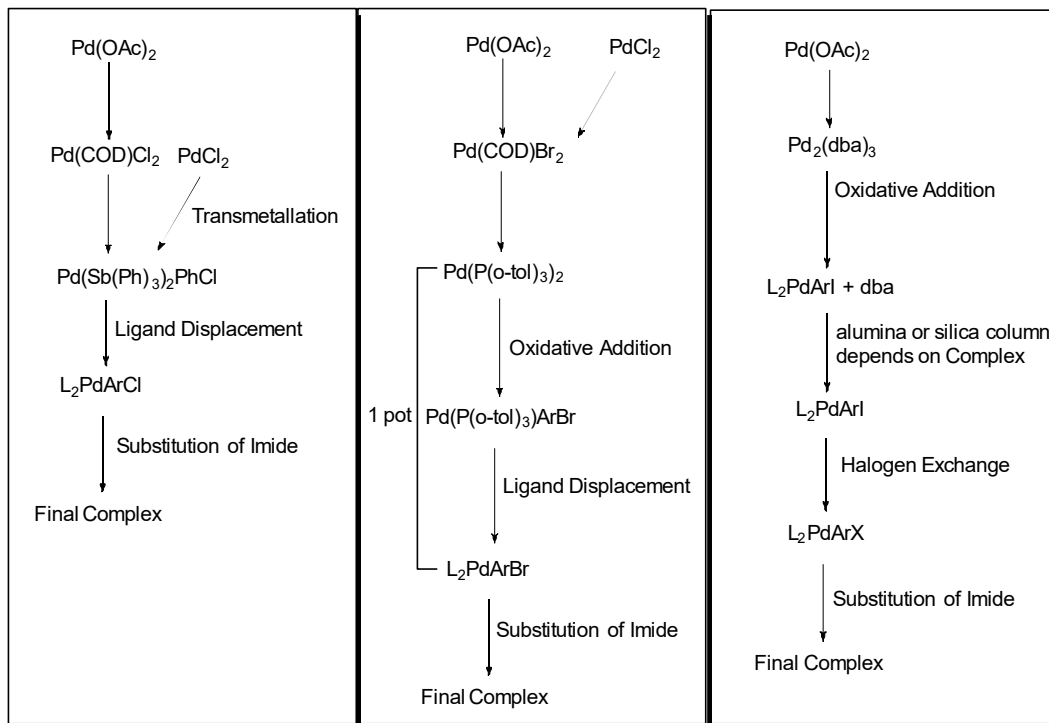 Pd(OAc)₂
Pd(COD)Cl₂ PdCl₂
Transmetallation
Pd(Sb(Ph)₃)₂PhCl
Ligand Displacement
L₂PdArCl
Substitution of Imide
Final Complex
Pd(OAc)₂ PdCl₂
Pd(COD)Br₂
Pd(P(o-tol)₃)₂
Oxidative Addition
1 pot
Pd(P(o-tol)₃)ArBr
Ligand Displacement
L₂PdArBr
Substitution of Imide
Final Complex
Pd(OAc)₂
Pd₂(dba)₃
Oxidative Addition
L₂PdArI + dba
alumina or silica column
depends on Complex
L₂PdArI
Halogen Exchange
L₂PdArX
Substitution of Imide
Final Complex